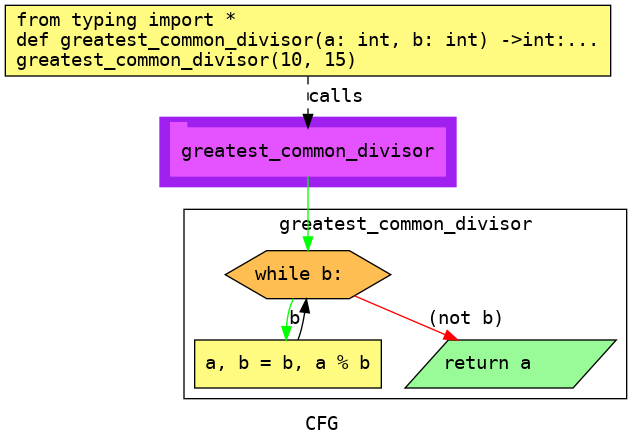 from typing import *
def greatest_common_divisor(a: int, b: int) ->int:...
greatest_common_divisor(10, 15)
calls
greatest_common_divisor
greatest_common_divisor
while b:
b
(not b)
a, b = b, a % b
return a
CFG